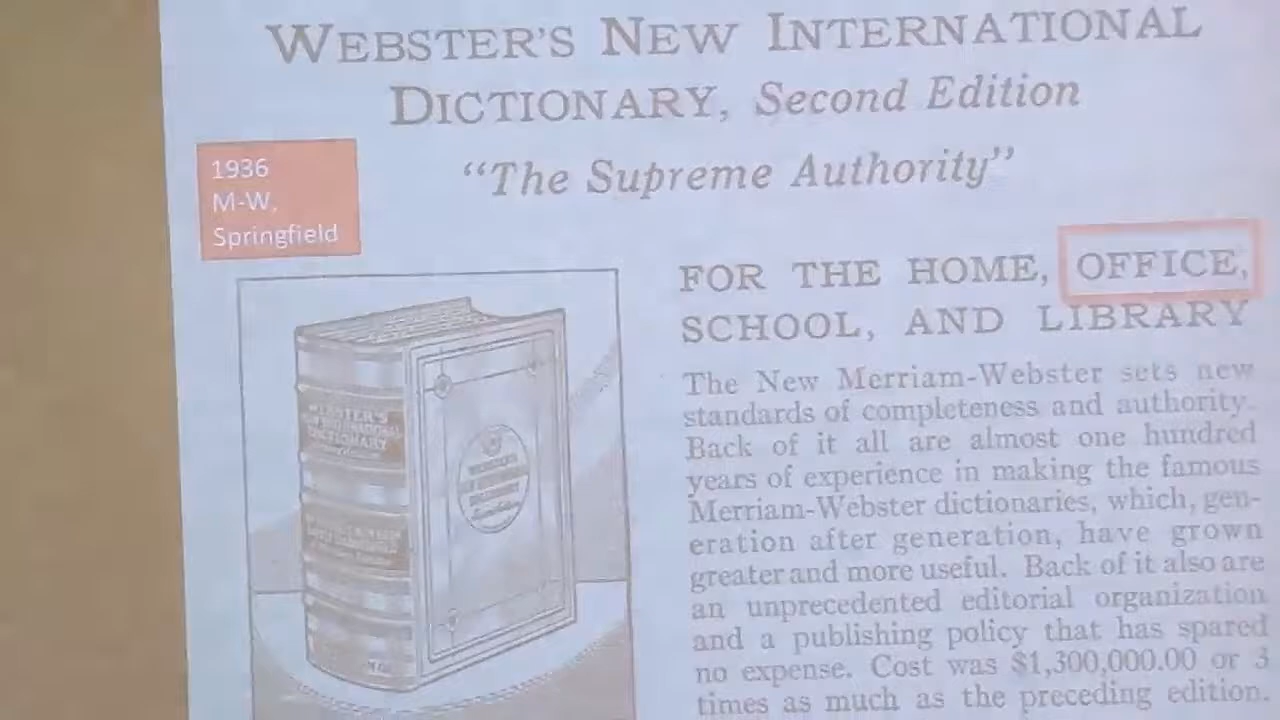 WEBSTER'S NEW INTERNATIONAL
DICTIONARY, Second Edition
"The Supreme Authority"
1936
M-W,
Springfield
FOR THE HOME, OFFICE,
SCHOOL, AND LIBRARY
WEBSTER'S
NEW INTERNATIONAL
DICTIONARY
The New Merriam-Webster sets new
standards of completeness and authority.
Back of it all are almost one hundred
years of experience in making the famous
Merriam-Webster dictionaries, which, gen-
eration after generation, have grown
greater and more useful. Back of it also are
an unprecedented editorial organization
and a publishing policy that has spared
no expense. Cost was $1,300,000.00 or 3
times as much as the preceding edition.